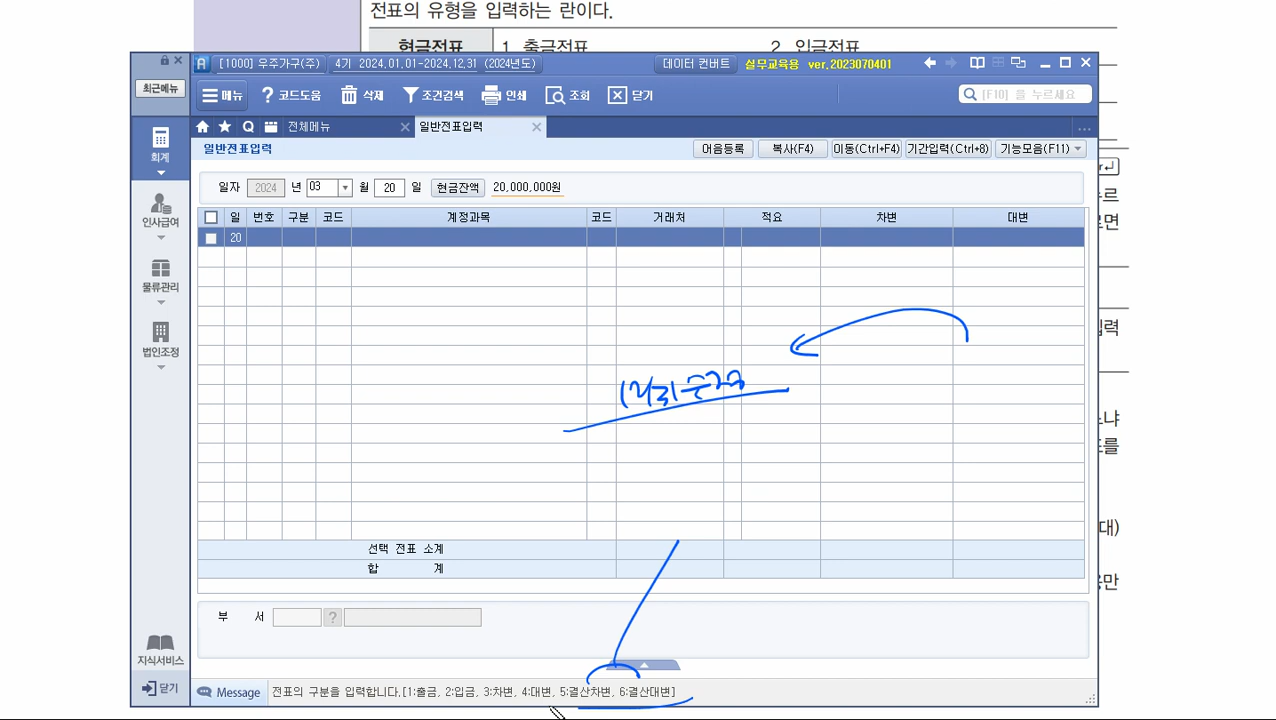 전표의 유형을 입력하는 란이다.
현금전표 1. 출금전표 2. 입금전표
[1000] 우주가구(주) 4기 2024.01.01~2024.12.31 (2024년도) 데이터 컨버트 실무교육용 ver.2023070401
최근메뉴
메뉴 코드도움 삭제 조건검색 인쇄 조회 닫기 [F10] 을 누르세요
전체메뉴 일반전표입력
일반전표입력 어음등록 복사(F4) 이동(Ctrl+F4) 기간입력(Ctrl+8) 기능모음(F11)
회계
일자 2024 년 03 월 20 일 현금잔액 20,000,000원
일 번호 구분 코드 계정과목 코드 거래처 적요 차변 대변
20
인사급여
물류관리
법인조정
12/31
선택 전표 소계
합 계
부 서 ?
지식서비스
닫기
Message 전표의 구분을 입력합니다.[1:출금, 2:입금, 3:차변, 4:대변, 5:결산차변, 6:결산대변]
르
면
입력
냐
를
대)
용만